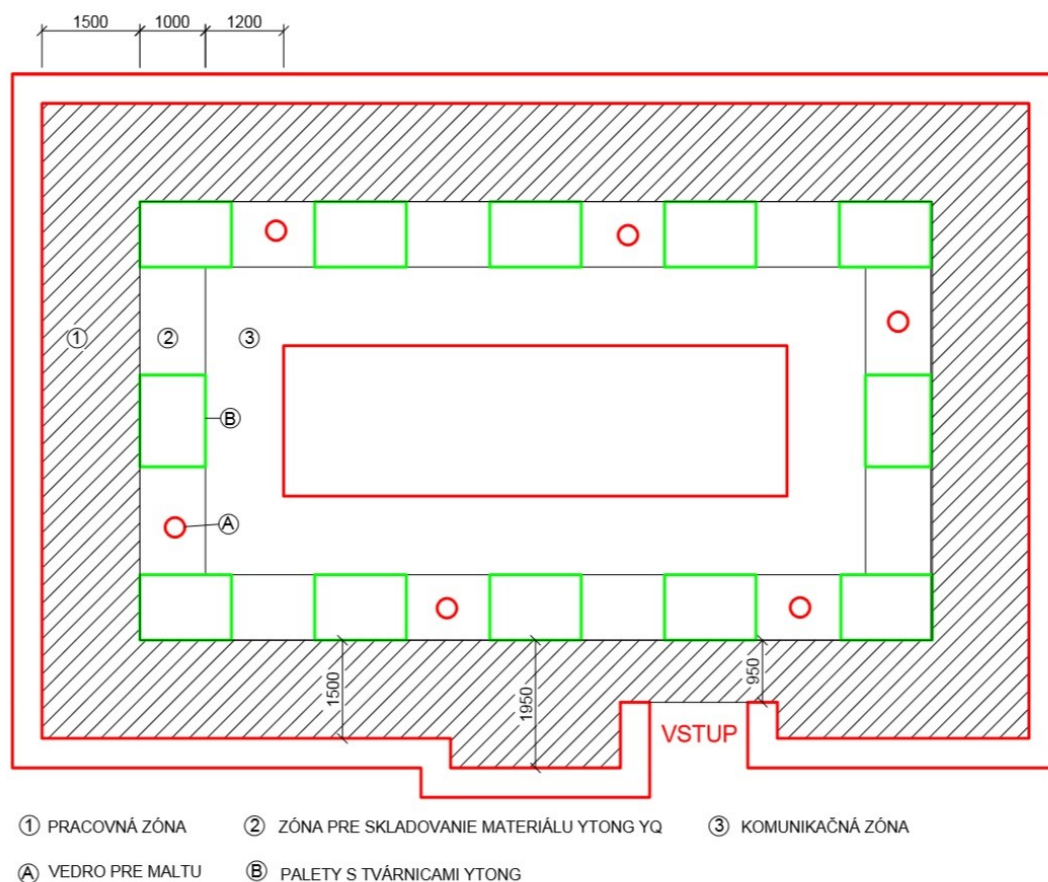 1500 1000 1200
1 2 3
B
A
1500 1950 950
VSTUP
1 PRACOVNÁ ZÓNA 2 ZÓNA PRE SKLADOVANIE MATERIÁLU YTONG YQ 3 KOMUNIKAČNÁ ZÓNA
A VEDRO PRE MALTU B PALETY S TVÁRNICAMI YTONG